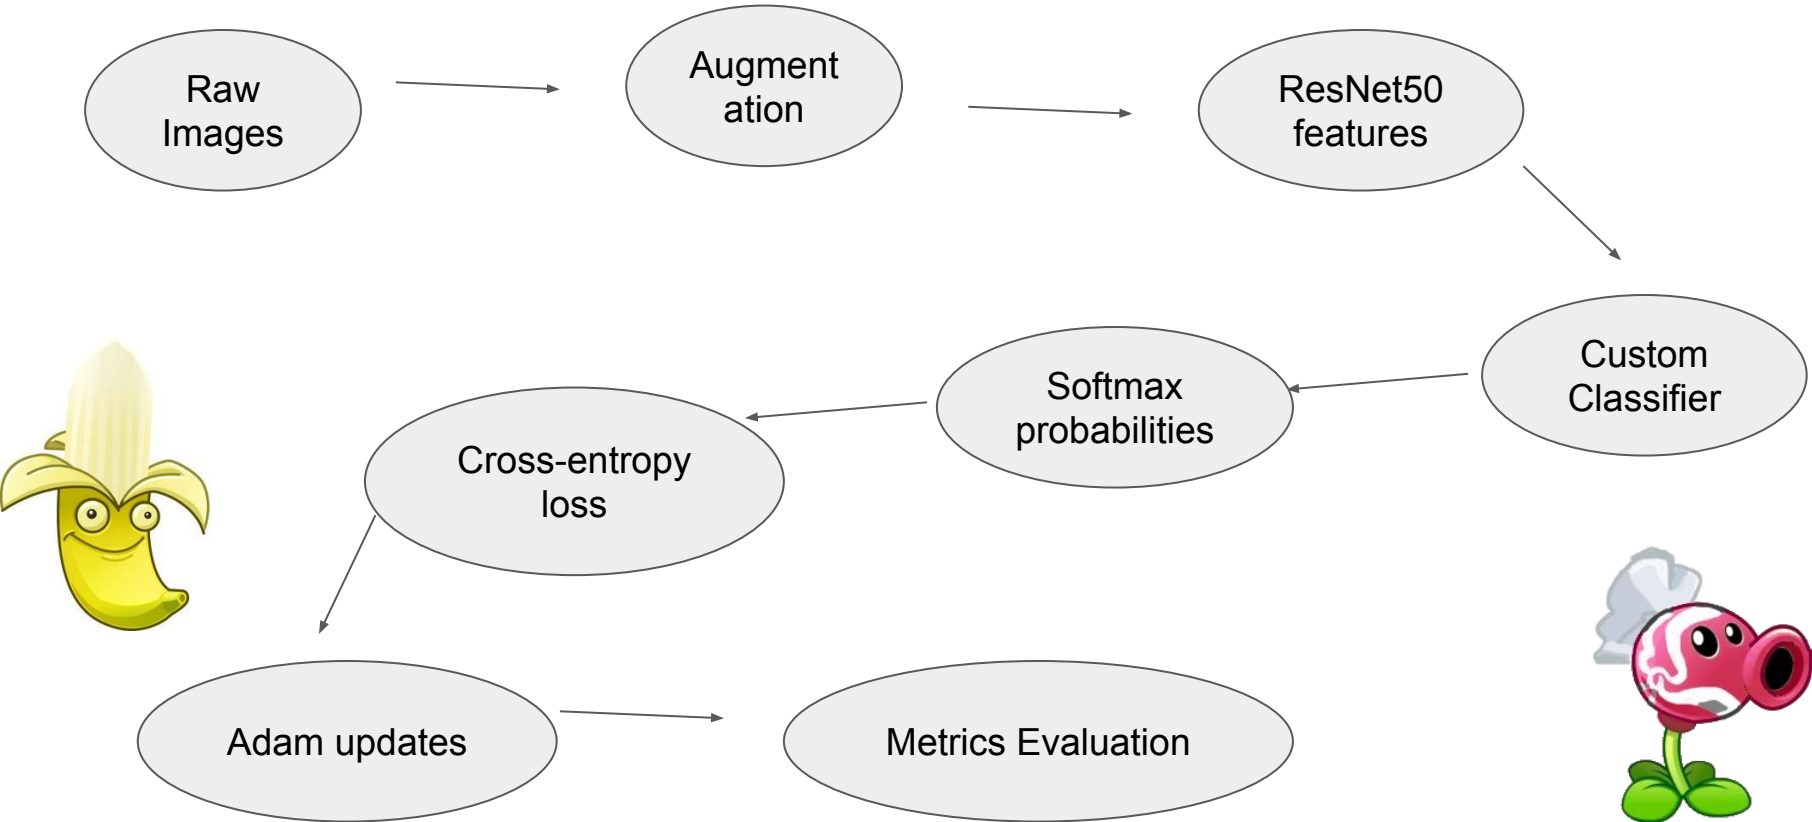 Raw
Images
Augment
ation
ResNet50
features
Custom
Classifier
Softmax
probabilities
Cross-entropy
loss
Adam updates
Metrics Evaluation